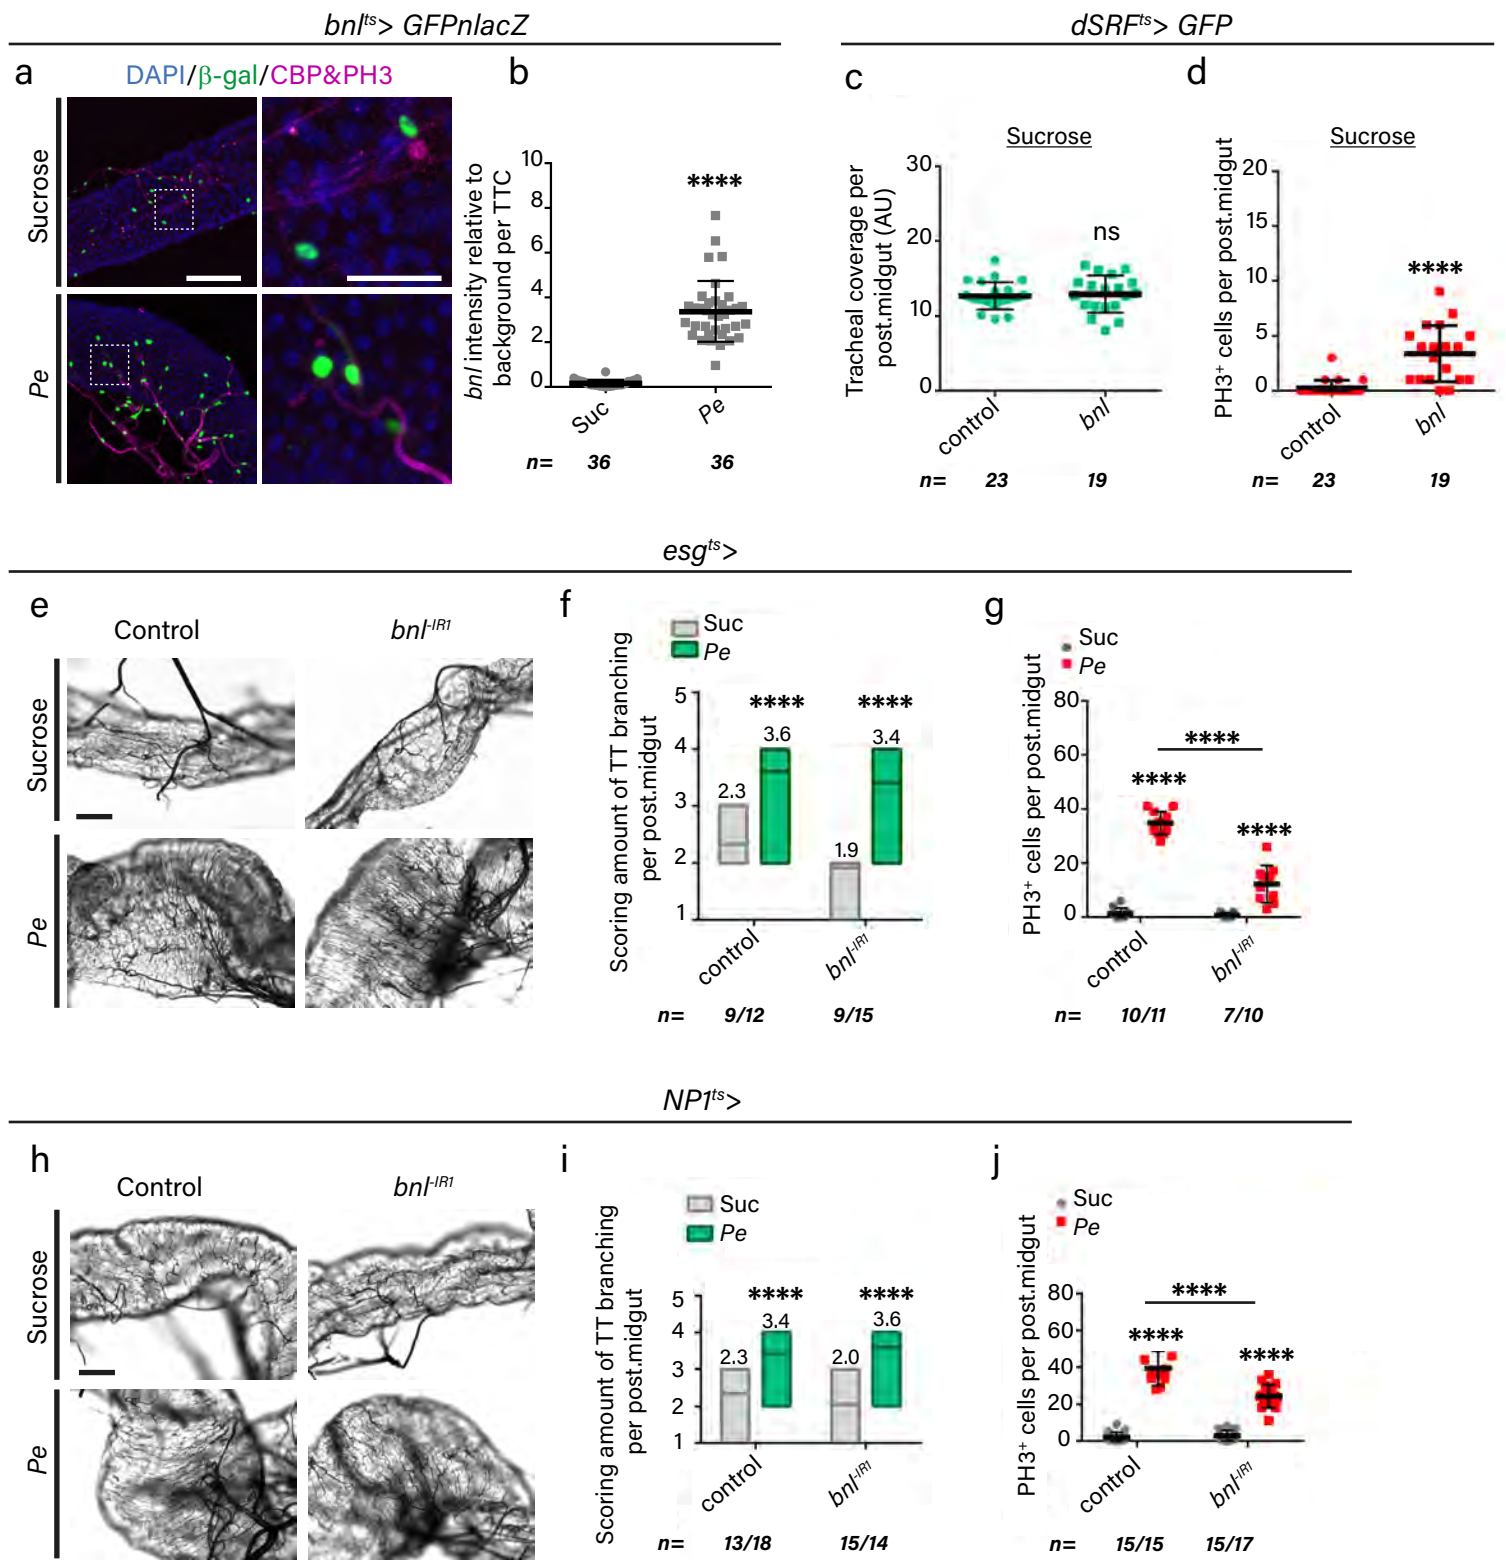 bnl^ts> GFPnlacZ
dSRF^ts> GFP
a
DAPI/β-gal/CBP&PH3
Sucrose
Pe
b
bnl intensity relative to
background per TTC
10
8
6
4
2
0
****
Suc
Pe
n= 36 36
c
Sucrose
Tracheal coverage per
post.midgut (AU)
30
20
10
0
ns
control
bnl
n= 23 19
d
Sucrose
PH3+ cells per post.midgut
20
15
10
5
0
****
control
bnl
n= 23 19
esg^ts>
e
Control
bnl^-IR1
Sucrose
Pe
f
Suc
Pe
Scoring amount of TT branching
per post.midgut
5
4
3
2
1
**** ****
2.3
3.6
1.9
3.4
control
bnl^-IR1
n= 9/12 9/15
g
Suc
Pe
PH3+ cells per post.midgut
80
60
40
20
0
****
****
****
control
bnl^-IR1
n= 10/11 7/10
NP1^ts>
h
Control
bnl^-IR1
Sucrose
Pe
i
Suc
Pe
Scoring amount of TT branching
per post.midgut
5
4
3
2
1
**** ****
2.3
3.4
2.0
3.6
control
bnl^-IR1
n= 13/18 15/14
j
Suc
Pe
PH3+ cells per post.midgut
80
60
40
20
0
****
****
****
control
bnl^-IR1
n= 15/15 15/17